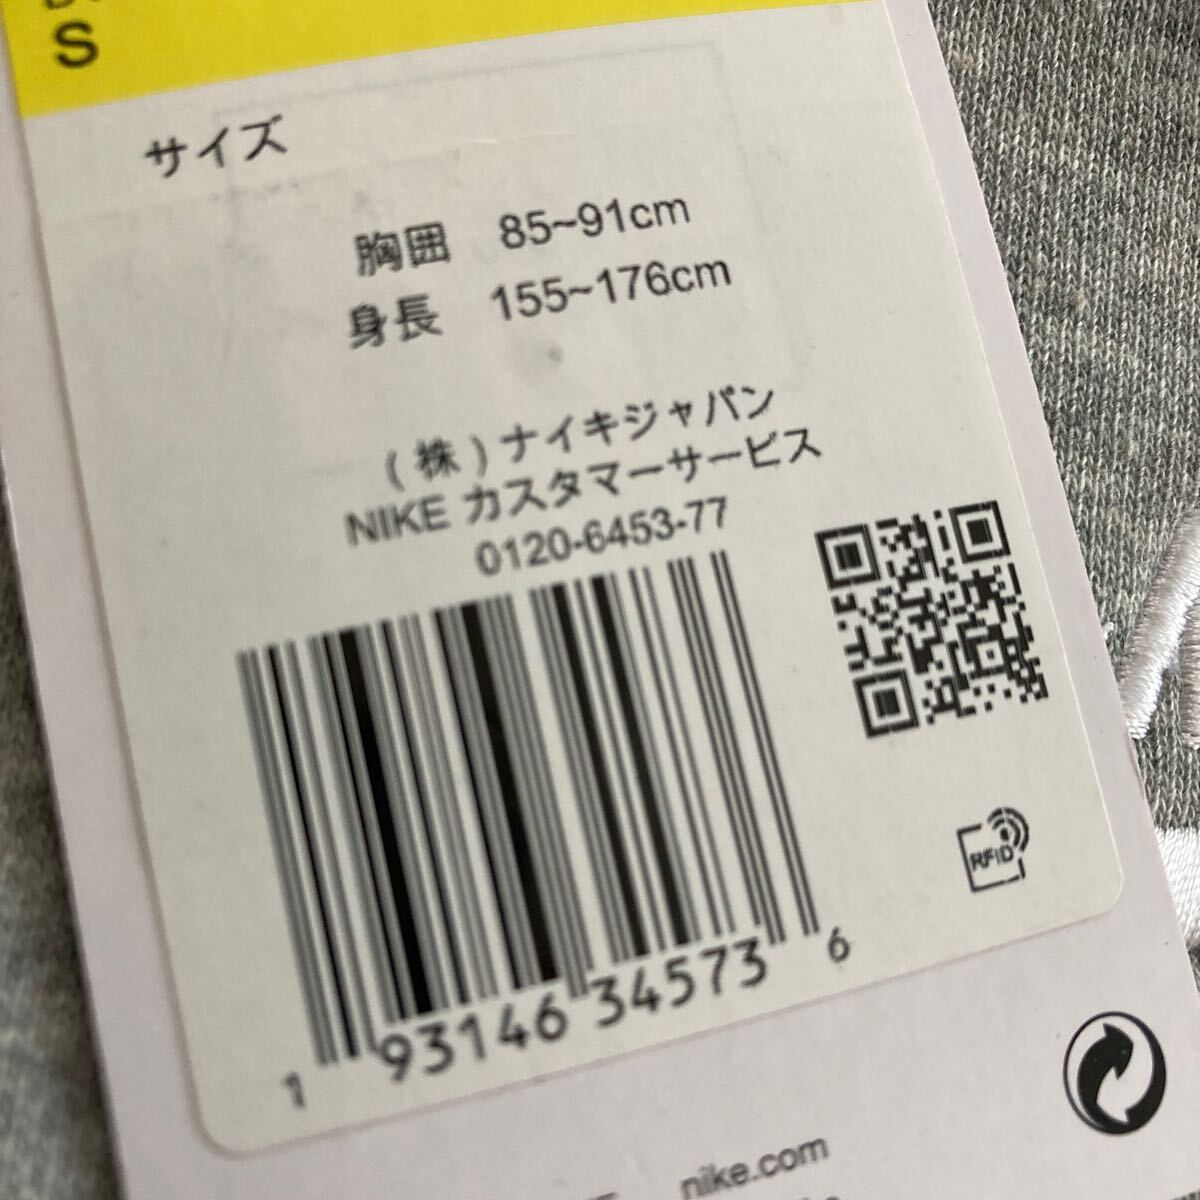 S
サイズ
胸囲 85~91cm
身長 155~176cm
(株)ナイキジャパン
NIKE カスタマーサービス
0120-6453-77
RFID
1 93146 34573 6
nike.com